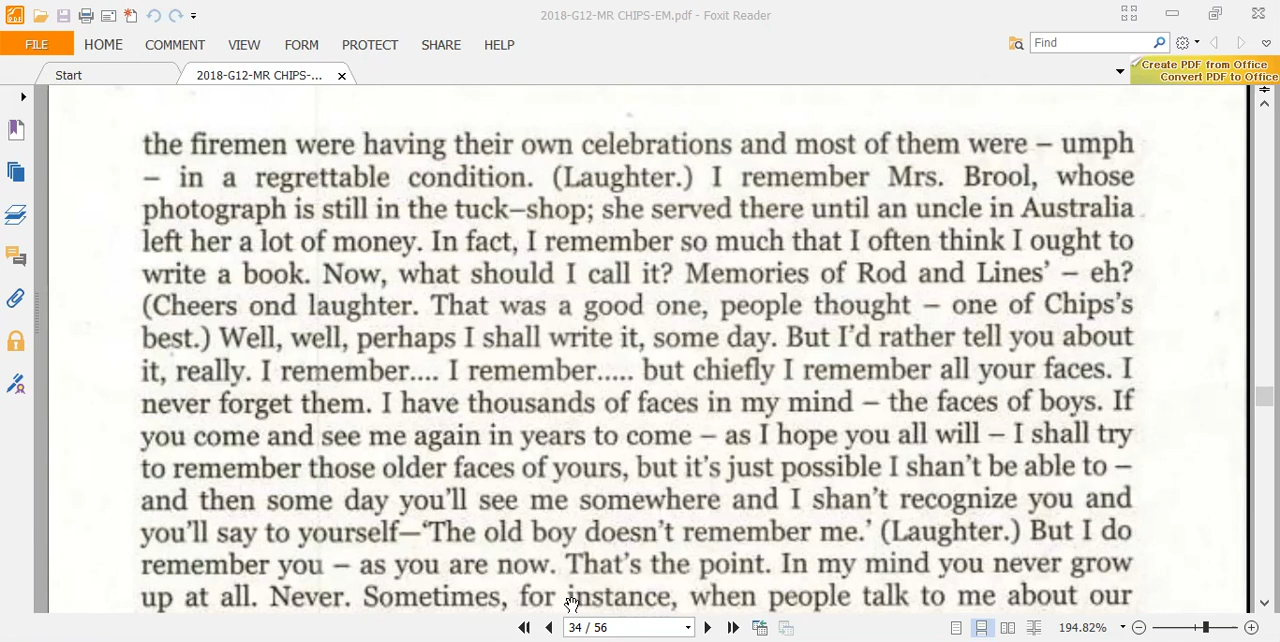 2018-G12-MR CHIPS-EM.pdf - Foxit Reader
FILE HOME COMMENT VIEW FORM PROTECT SHARE HELP
Find
Start
2018-G12-MR CHIPS-...
Create PDF from Office
Convert PDF to Office
the firemen were having their own celebrations and most of them were – umph
– in a regrettable condition. (Laughter.) I remember Mrs. Brool, whose
photograph is still in the tuck–shop; she served there until an uncle in Australia
left her a lot of money. In fact, I remember so much that I often think I ought to
write a book. Now, what should I call it? Memories of Rod and Lines’ – eh?
(Cheers ond laughter. That was a good one, people thought – one of Chips’s
best.) Well, well, perhaps I shall write it, some day. But I’d rather tell you about
it, really. I remember.... I remember..... but chiefly I remember all your faces. I
never forget them. I have thousands of faces in my mind – the faces of boys. If
you come and see me again in years to come – as I hope you all will – I shall try
to remember those older faces of yours, but it’s just possible I shan’t be able to –
and then some day you’ll see me somewhere and I shan’t recognize you and
you’ll say to yourself—‘The old boy doesn’t remember me.’ (Laughter.) But I do
remember you – as you are now. That’s the point. In my mind you never grow
up at all. Never. Sometimes, for instance, when people talk to me about our
34 / 56
194.82%